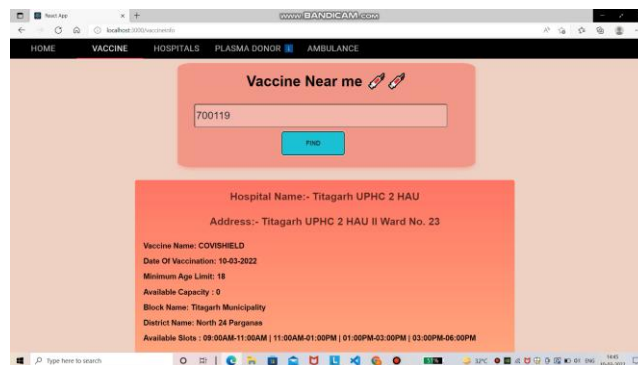 React App
www.BANDICAM.com
localhost:3000/vaccineinfo
HOME VACCINE HOSPITALS PLASMA DONOR AMBULANCE
Vaccine Near me
700119
FIND
Hospital Name:- Titagarh UPHC 2 HAU
Address:- Titagarh UPHC 2 HAU II Ward No. 23
Vaccine Name: COVISHIELD
Date Of Vaccination: 10-03-2022
Minimum Age Limit: 18
Available Capacity : 0
Block Name: Titagarh Municipality
District Name: North 24 Parganas
Available Slots : 09:00AM-11:00AM | 11:00AM-01:00PM | 01:00PM-03:00PM | 03:00PM-06:00PM
Type here to search
32°C
ENG